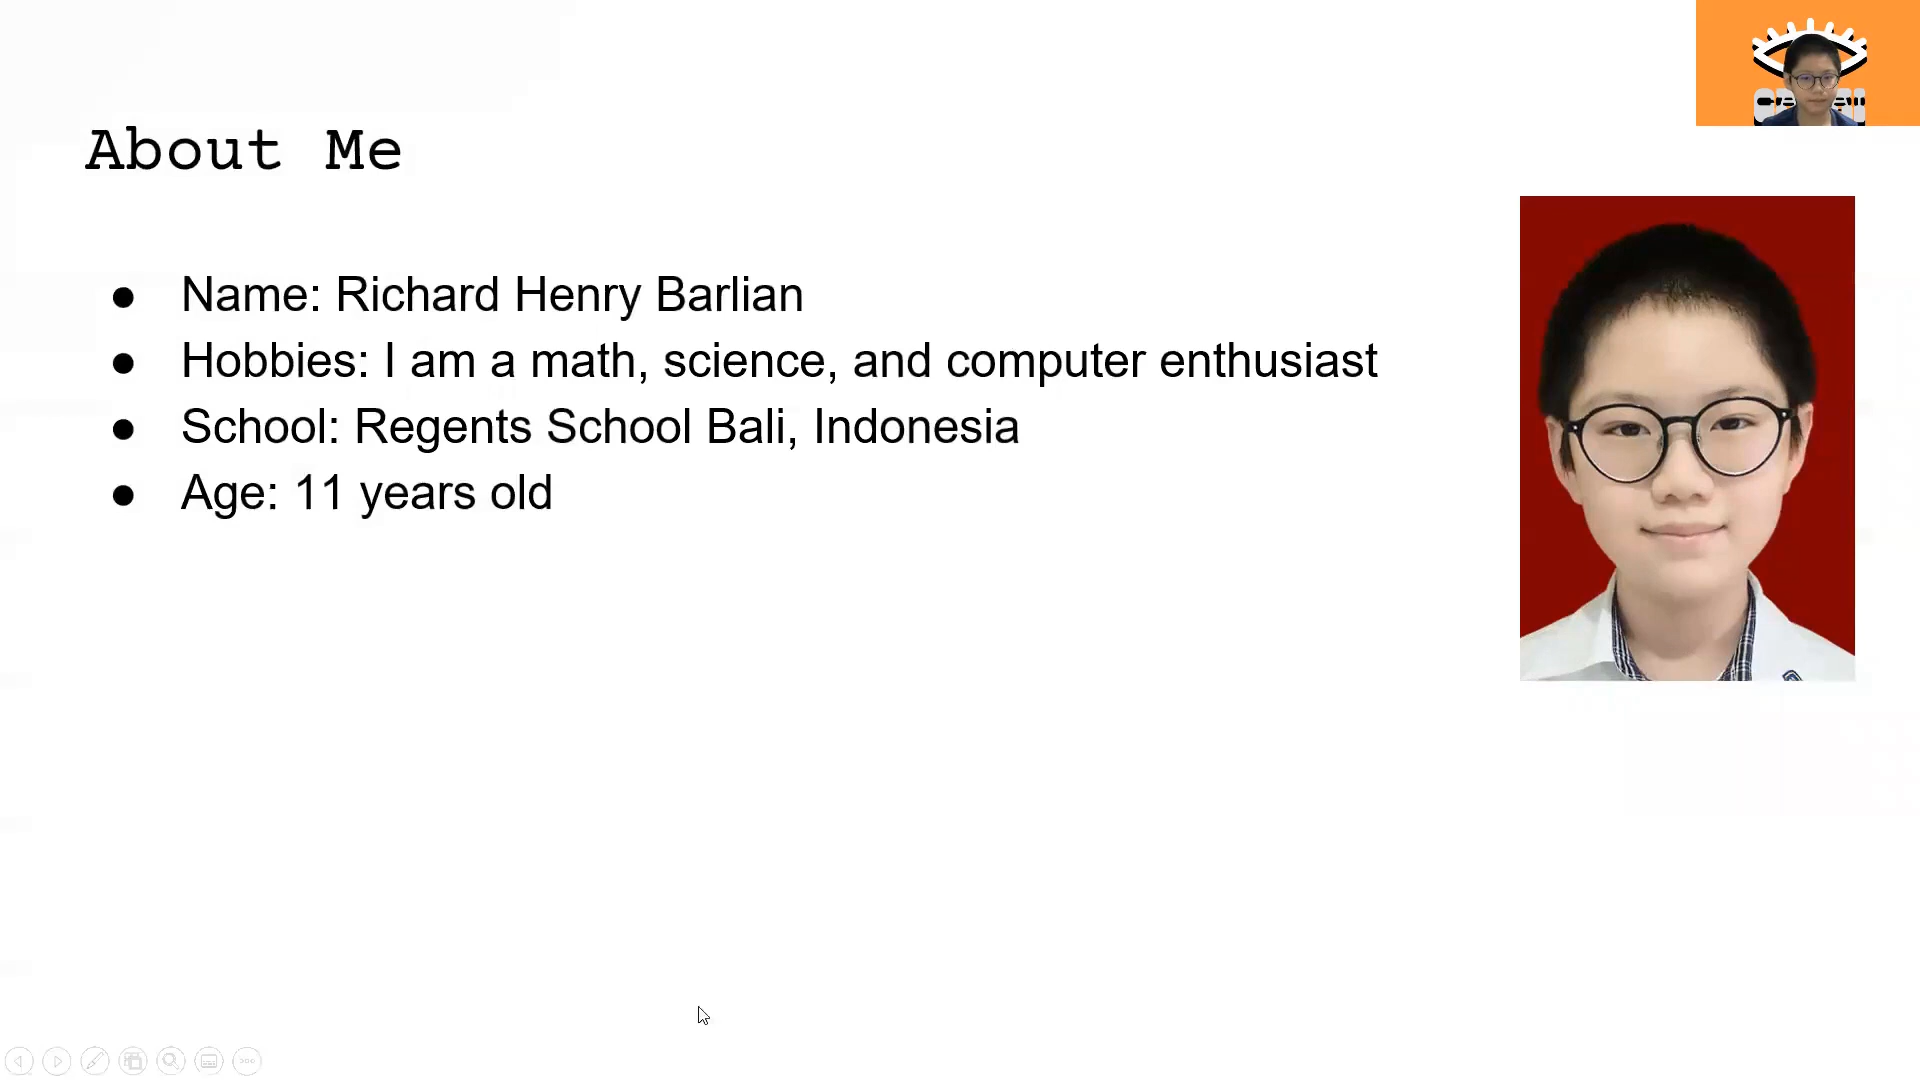 About Me
● Name: Richard Henry Barlian
● Hobbies: I am a math, science, and computer enthusiast
● School: Regents School Bali, Indonesia
● Age: 11 years old